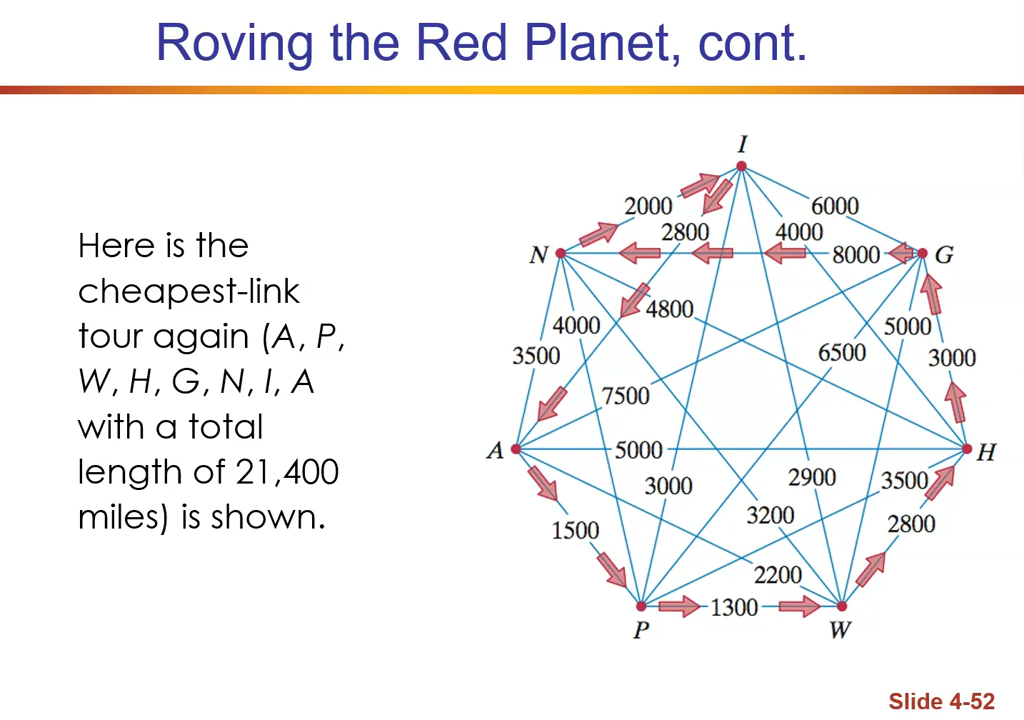 Roving the Red Planet, cont.
Here is the
cheapest-link
tour again (A, P,
W, H, G, N, I, A
with a total
length of 21,400
miles) is shown.
I
2000
6000
2800
4000
N
8000
G
4800
4000
5000
3500
6500
3000
7500
A
5000
H
3000
2900
3500
1500
3200
2800
2200
1300
P
W
Slide 4-52